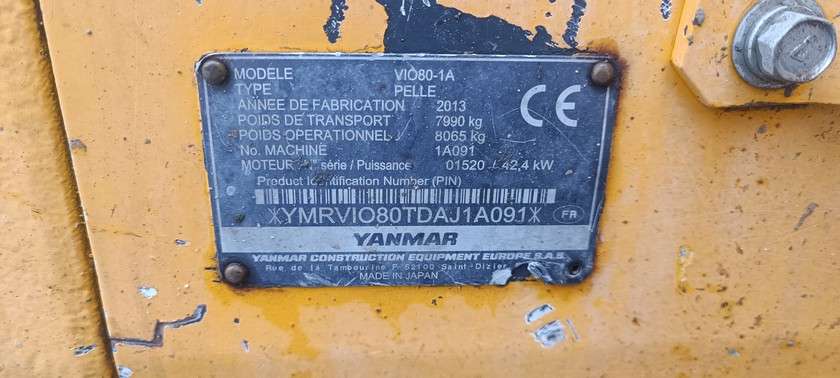 MODELE VIO80-1A
TYPE PELLE
ANNEE DE FABRICATION 2013
POIDS DE TRANSPORT 7990 kg
POIDS OPERATIONNEL 8065 kg
No. MACHINE 1A091
MOTEUR série / Puissance 01520 / 42,4 kW
Product Identification Number (PIN)
*YMRVIO80TDAJ1A091*
FR
CE
YANMAR
YANMAR CONSTRUCTION EQUIPMENT EUROPE S.A.S.
Rue de la Tambourine F-52100 Saint-Dizier
MADE IN JAPAN